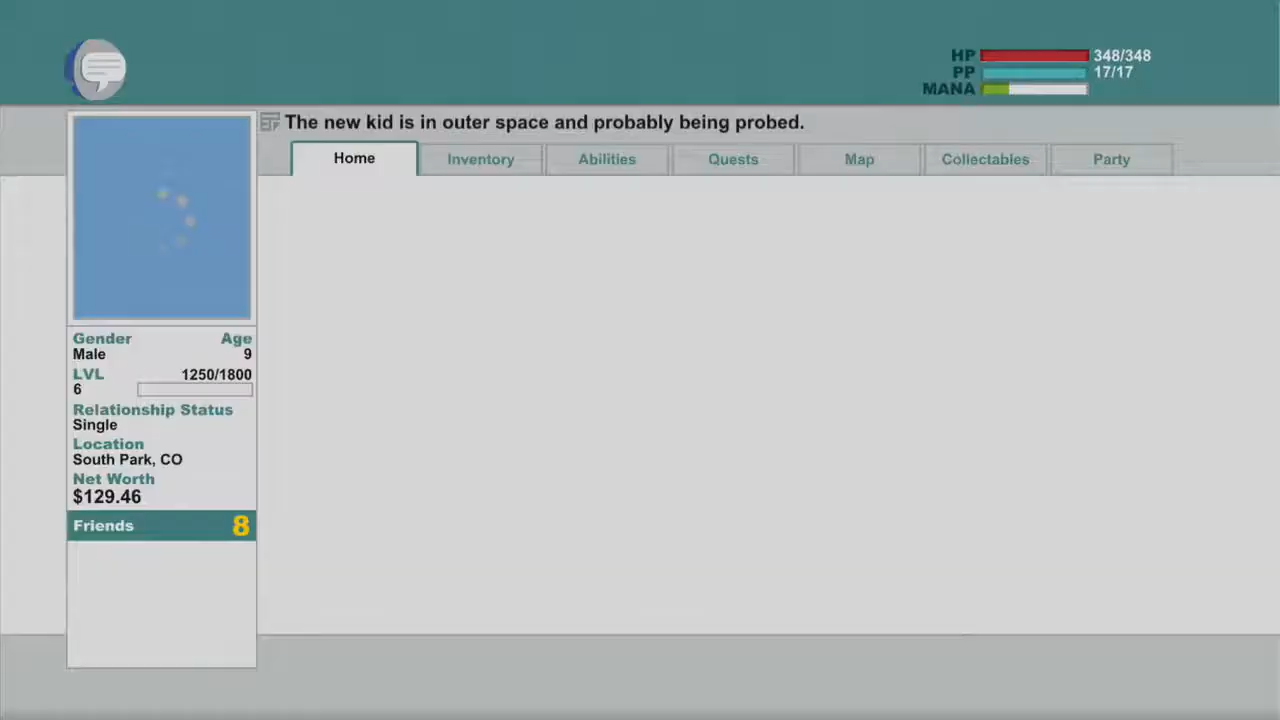 HP 348/348
PP 17/17
MANA
The new kid is in outer space and probably being probed.
Home Inventory Abilities Quests Map Collectables Party
Gender Age
Male 9
LVL 1250/1800
6
Relationship Status
Single
Location
South Park, CO
Net Worth
$129.46
Friends 8